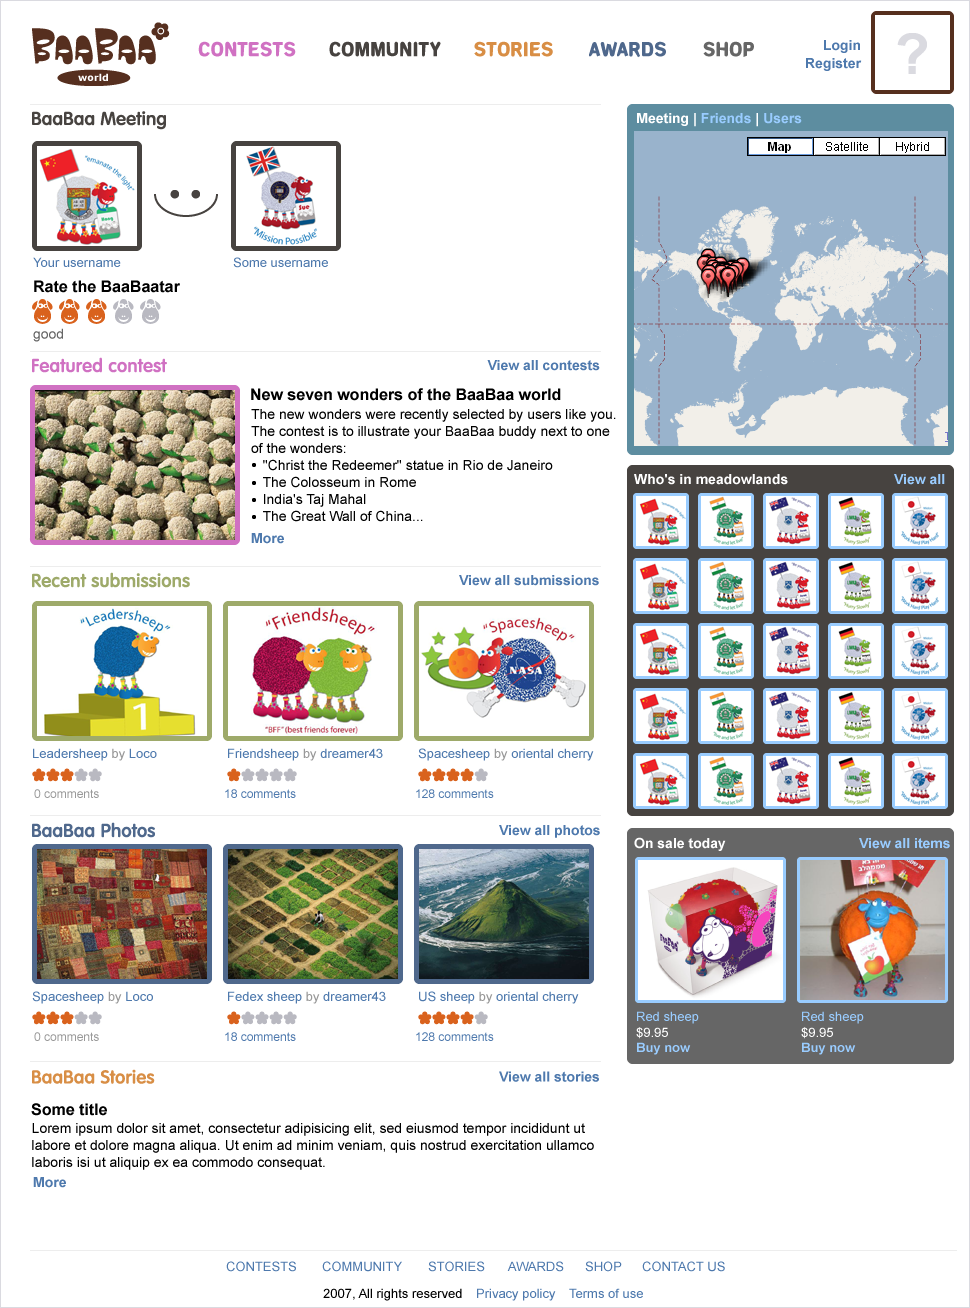 BAABAA
world
CONTESTS
COMMUNITY
STORIES
AWARDS
SHOP
Login
Register
?
BaaBaa Meeting
"emanate the light"
Sue
"Mission Possible"
Your username
Some username
Rate the BaaBaatar
good
Featured contest
View all contests
New seven wonders of the BaaBaa world
The new wonders were recently selected by users like you.
The contest is to illustrate your BaaBaa buddy next to one
of the wonders:
• "Christ the Redeemer" statue in Rio de Janeiro
• The Colosseum in Rome
• India's Taj Mahal
• The Great Wall of China...
More
Recent submissions
View all submissions
"Leadersheep"
1
"Friendsheep"
"BFF" (best friends forever)
"Spacesheep"
NASA
Leadersheep by Loco
Friendsheep by dreamer43
Spacesheep by oriental cherry
0 comments
18 comments
128 comments
BaaBaa Photos
View all photos
Spacesheep by Loco
Fedex sheep by dreamer43
US sheep by oriental cherry
0 comments
18 comments
128 comments
BaaBaa Stories
View all stories
Some title
Lorem ipsum dolor sit amet, consectetur adipisicing elit, sed eiusmod tempor incididunt ut
labore et dolore magna aliqua. Ut enim ad minim veniam, quis nostrud exercitation ullamco
laboris isi ut aliquip ex ea commodo consequat.
More
Meeting | Friends | Users
Map
Satellite
Hybrid
Who's in meadowlands
View all
On sale today
View all items
BAABAA
Red sheep
$9.95
Buy now
Red sheep
$9.95
Buy now
CONTESTS
COMMUNITY
STORIES
AWARDS
SHOP
CONTACT US
2007, All rights reserved
Privacy policy
Terms of use